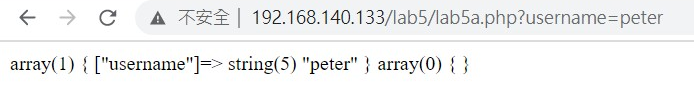 不安全 | 192.168.140.133/lab5/lab5a.php?username=peter
array(1) { ["username"]=> string(5) "peter" } array(0) { }